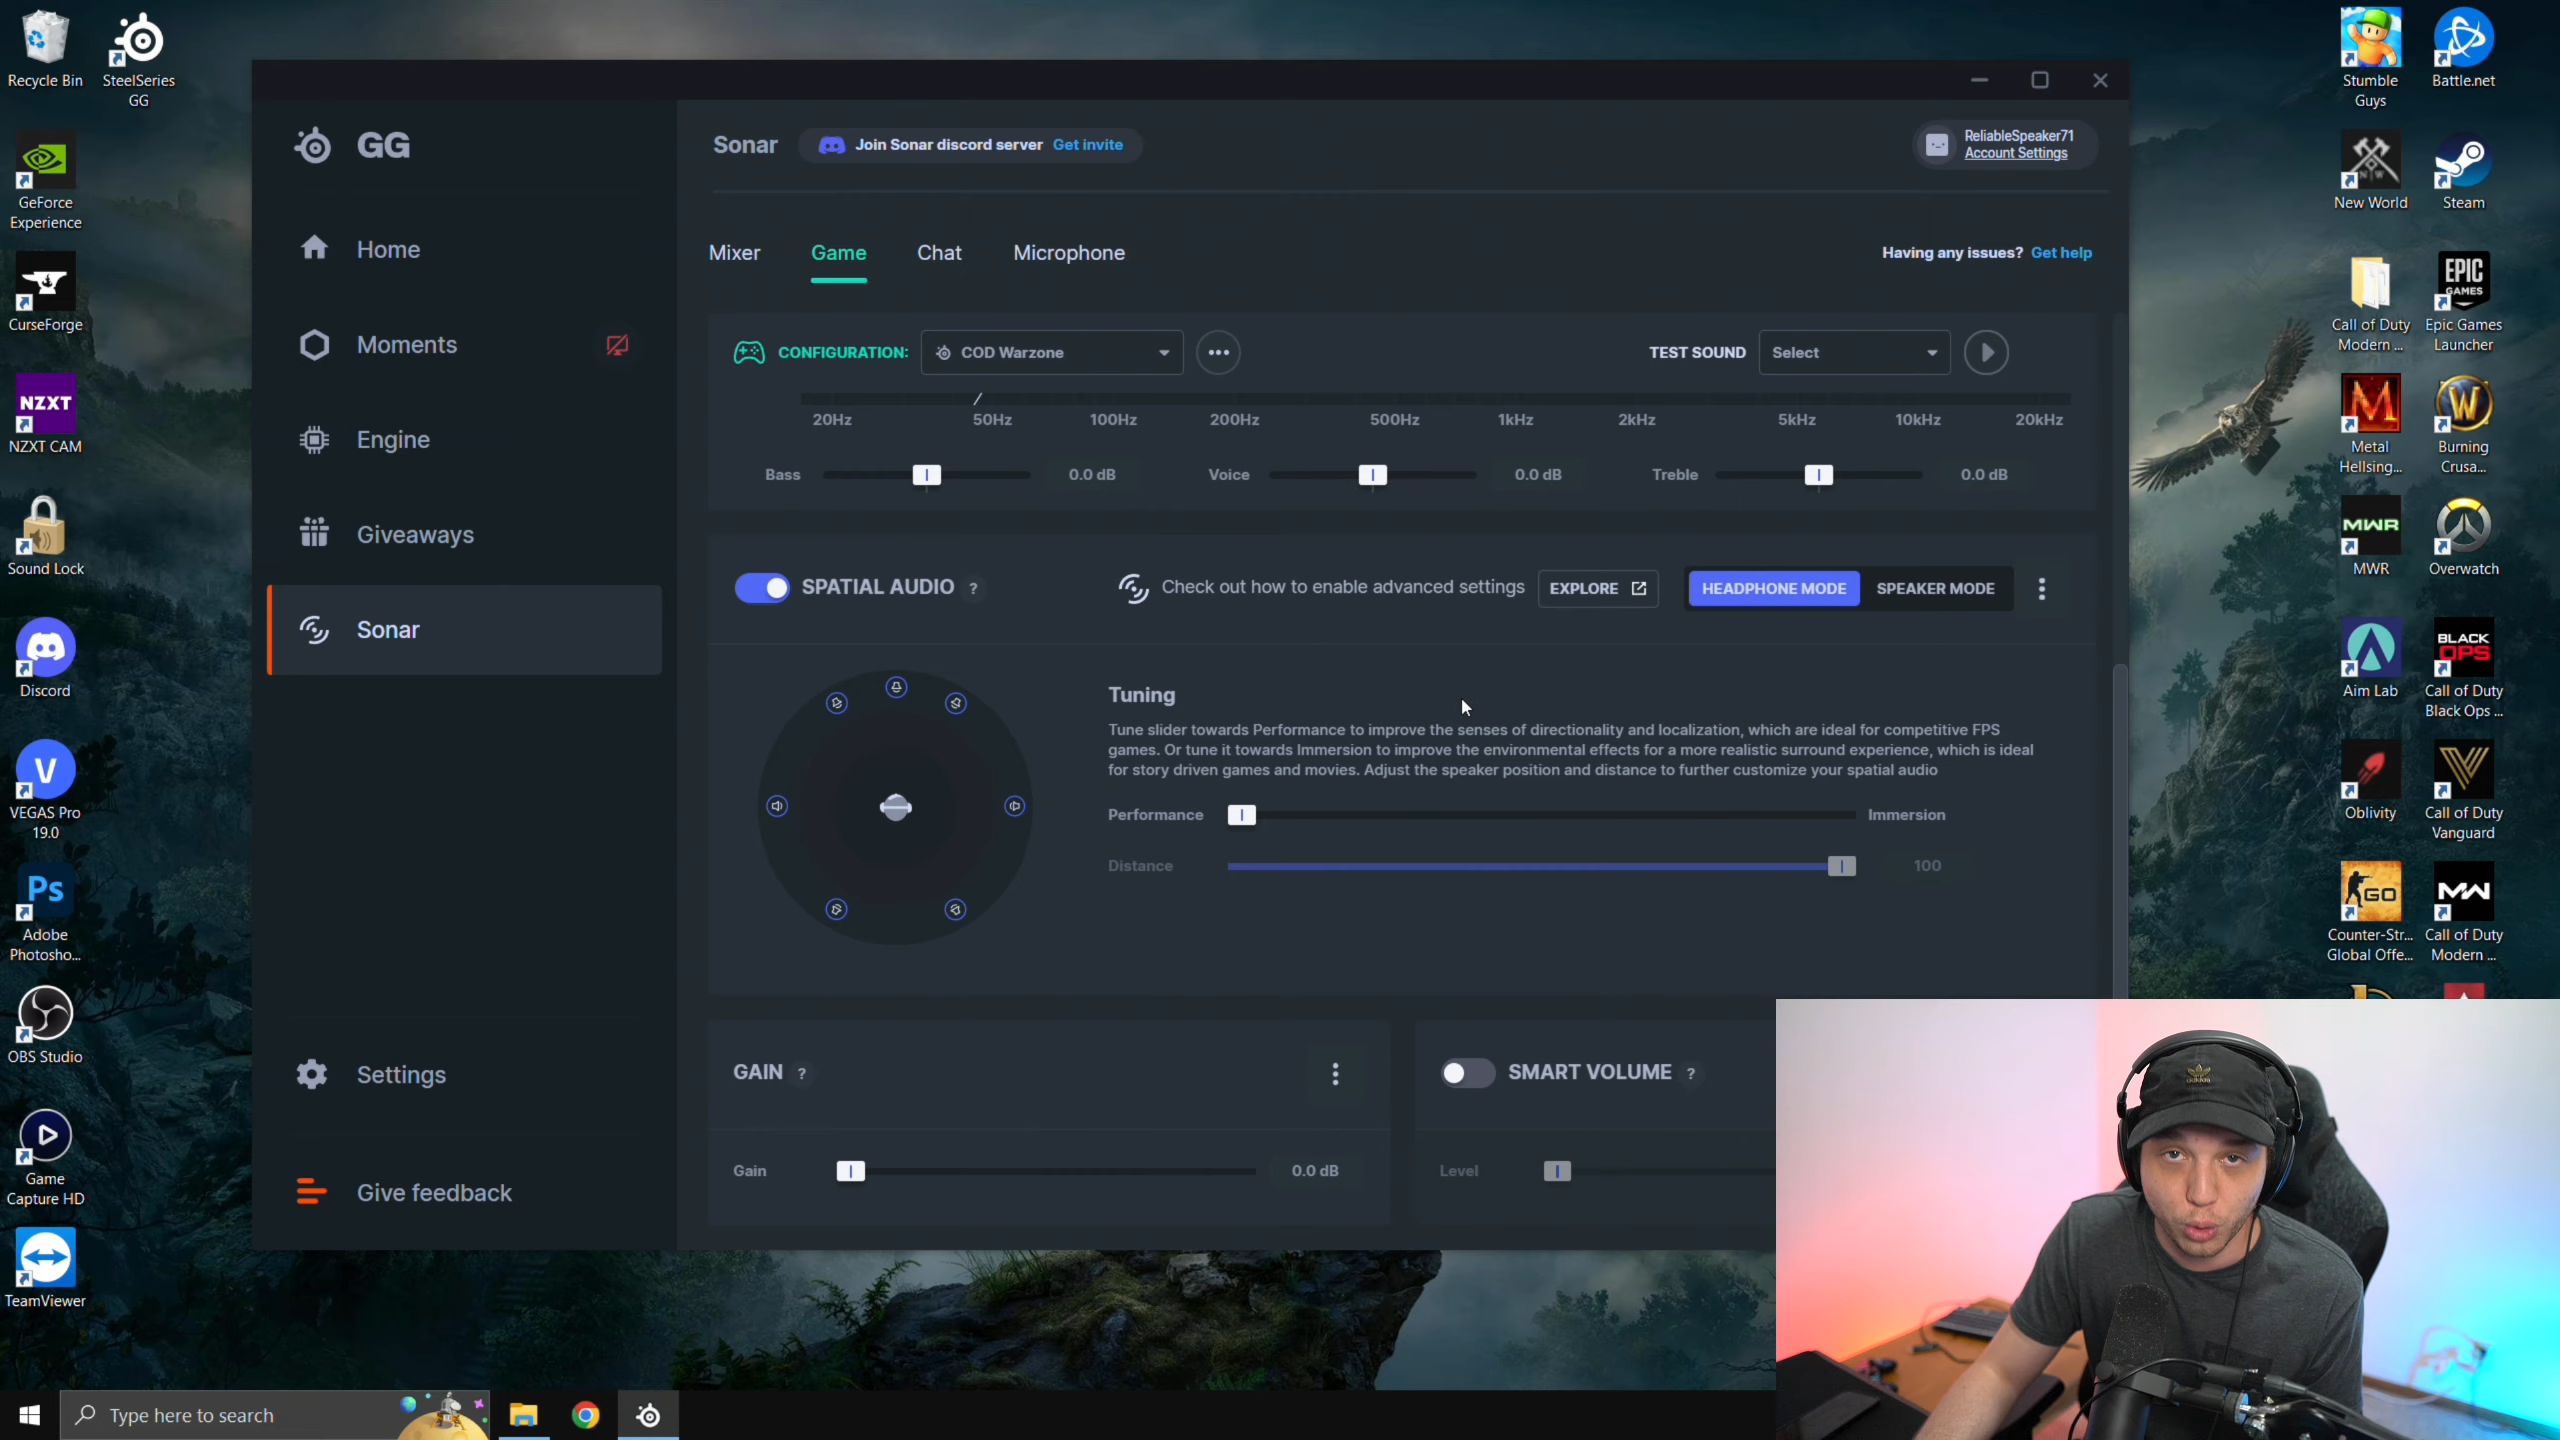 Recycle Bin
SteelSeries
GG
GeForce
Experience
CurseForge
NZXT
NZXT CAM
Sound Lock
Discord
V
VEGAS Pro
19.0
Ps
Adobe
Photosho...
OBS Studio
Game
Capture HD
TeamViewer
GG
Home
Moments
Engine
Giveaways
Sonar
Settings
Give feedback
Sonar
Join Sonar discord server Get invite
ReliableSpeaker71
Account Settings
Mixer
Game
Chat
Microphone
Having any issues? Get help
CONFIGURATION:
COD Warzone
TEST SOUND
Select
20Hz
50Hz
100Hz
200Hz
500Hz
1kHz
2kHz
5kHz
10kHz
20kHz
Bass
0.0 dB
Voice
0.0 dB
Treble
0.0 dB
SPATIAL AUDIO ?
Check out how to enable advanced settings
EXPLORE
HEADPHONE MODE
SPEAKER MODE
Tuning
Tune slider towards Performance to improve the senses of directionality and localization, which are ideal for competitive FPS
games. Or tune it towards Immersion to improve the environmental effects for a more realistic surround experience, which is ideal
for story driven games and movies. Adjust the speaker position and distance to further customize your spatial audio
Performance
Immersion
Distance
100
GAIN ?
Gain
0.0 dB
SMART VOLUME ?
Level
Stumble
Guys
Battle.net
N W
New World
Steam
Call of Duty
Modern ...
EPIC
GAMES
Epic Games
Launcher
M
Metal
Hellsing...
W
Burning
Crusa...
MWR
MWR
Overwatch
Aim Lab
BLACK
OPS
Call of Duty
Black Ops ...
Oblivity
V
Call of Duty
Vanguard
GO
Counter-Str...
Global Offe...
MW
Call of Duty
Modern ...
adidas
Type here to search